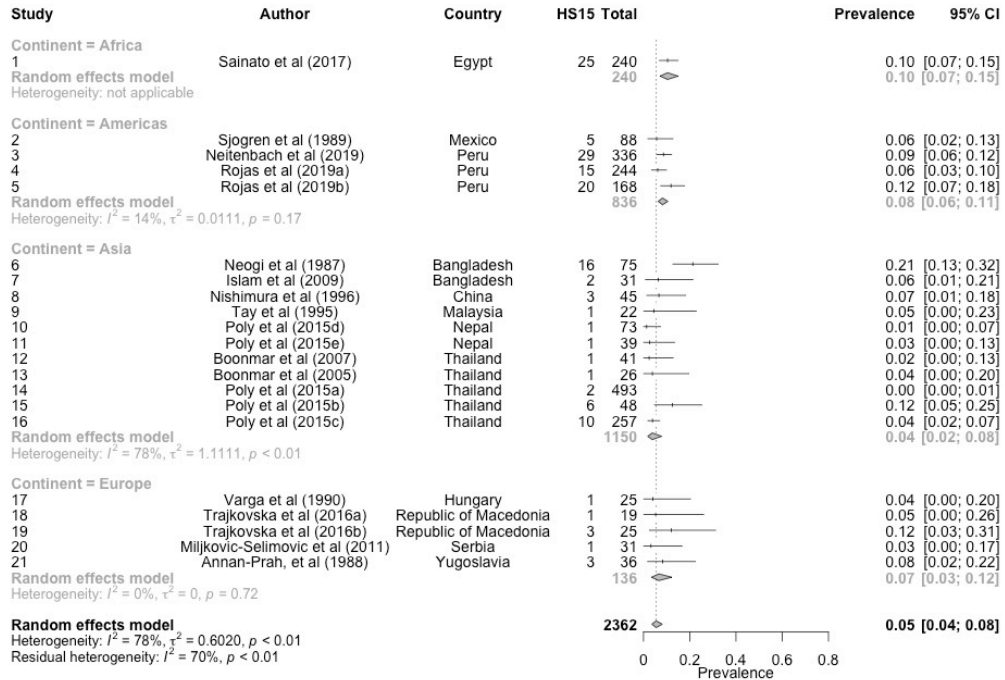 Study Author Country HS15 Total Prevalence 95% CI
Continent = Africa
1 Sainato et al (2017) Egypt 25 240 0.10 [0.07; 0.15]
Random effects model 240 0.10 [0.07; 0.15]
Heterogeneity: not applicable
Continent = Americas
2 Sjogren et al (1989) Mexico 5 88 0.06 [0.02; 0.13]
3 Neitenbach et al (2019) Peru 29 336 0.09 [0.06; 0.12]
4 Rojas et al (2019a) Peru 15 244 0.06 [0.03; 0.10]
5 Rojas et al (2019b) Peru 20 168 0.12 [0.07; 0.18]
Random effects model 836 0.08 [0.06; 0.11]
Heterogeneity: I² = 14%, τ² = 0.0111, p = 0.17
Continent = Asia
6 Neogi et al (1987) Bangladesh 16 75 0.21 [0.13; 0.32]
7 Islam et al (2009) Bangladesh 2 31 0.06 [0.01; 0.21]
8 Nishimura et al (1996) China 3 45 0.07 [0.01; 0.18]
9 Tay et al (1995) Malaysia 1 22 0.05 [0.00; 0.23]
10 Poly et al (2015d) Nepal 1 73 0.01 [0.00; 0.07]
11 Poly et al (2015e) Nepal 1 39 0.03 [0.00; 0.13]
12 Boonmar et al (2007) Thailand 1 41 0.02 [0.00; 0.13]
13 Boonmar et al (2005) Thailand 1 26 0.04 [0.00; 0.20]
14 Poly et al (2015a) Thailand 2 493 0.00 [0.00; 0.01]
15 Poly et al (2015b) Thailand 6 48 0.12 [0.05; 0.25]
16 Poly et al (2015c) Thailand 10 257 0.04 [0.02; 0.07]
Random effects model 1150 0.04 [0.02; 0.08]
Heterogeneity: I² = 78%, τ² = 1.1111, p < 0.01
Continent = Europe
17 Varga et al (1990) Hungary 1 25 0.04 [0.00; 0.20]
18 Trajkovska et al (2016a) Republic of Macedonia 1 19 0.05 [0.00; 0.26]
19 Trajkovska et al (2016b) Republic of Macedonia 3 25 0.12 [0.03; 0.31]
20 Miljkovic-Selimovic et al (2011) Serbia 1 31 0.03 [0.00; 0.17]
21 Annan-Prah, et al (1988) Yugoslavia 3 36 0.08 [0.02; 0.22]
Random effects model 136 0.07 [0.03; 0.12]
Heterogeneity: I² = 0%, τ² = 0, p = 0.72
Random effects model 2362 0.05 [0.04; 0.08]
Heterogeneity: I² = 78%, τ² = 0.6020, p < 0.01
Residual heterogeneity: I² = 70%, p < 0.01
0 0.2 0.4 0.6 0.8
Prevalence